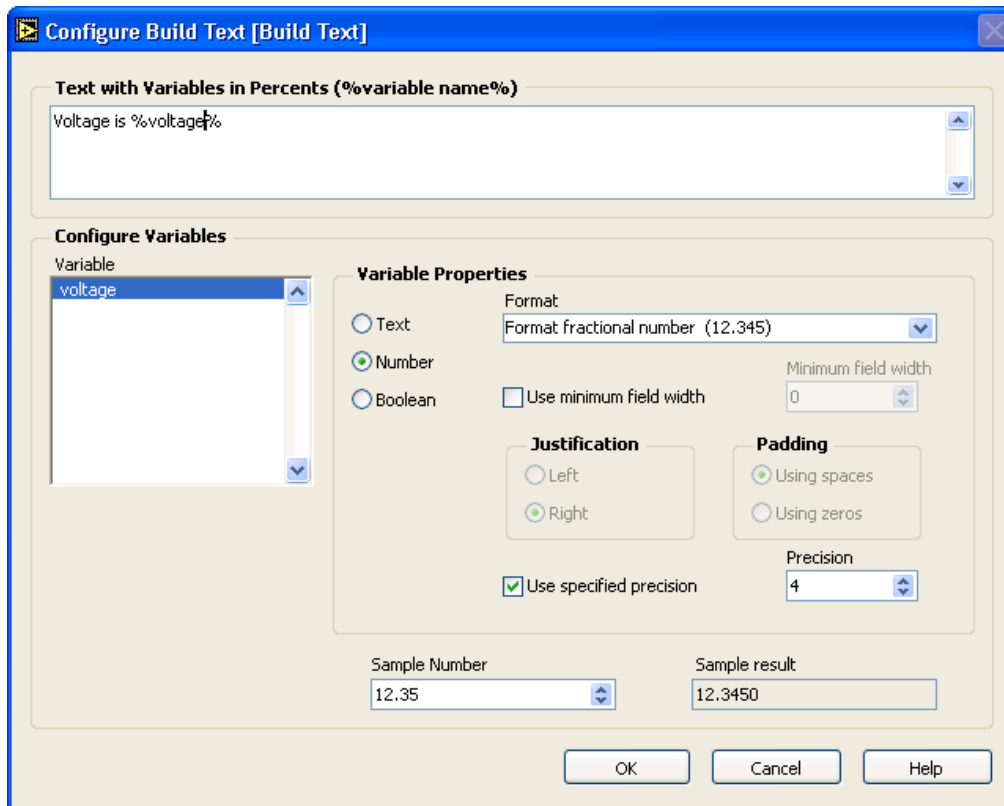 Configure Build Text [Build Text]
Text with Variables in Percents (%variable name%)
Voltage is %voltage%
Configure Variables
Variable
voltage
Variable Properties
Text
Number
Boolean
Format
Format fractional number (12.345)
Use minimum field width
Minimum field width
0
Justification
Left
Right
Padding
Using spaces
Using zeros
Use specified precision
Precision
4
Sample Number
12.35
Sample result
12.3450
OK
Cancel
Help